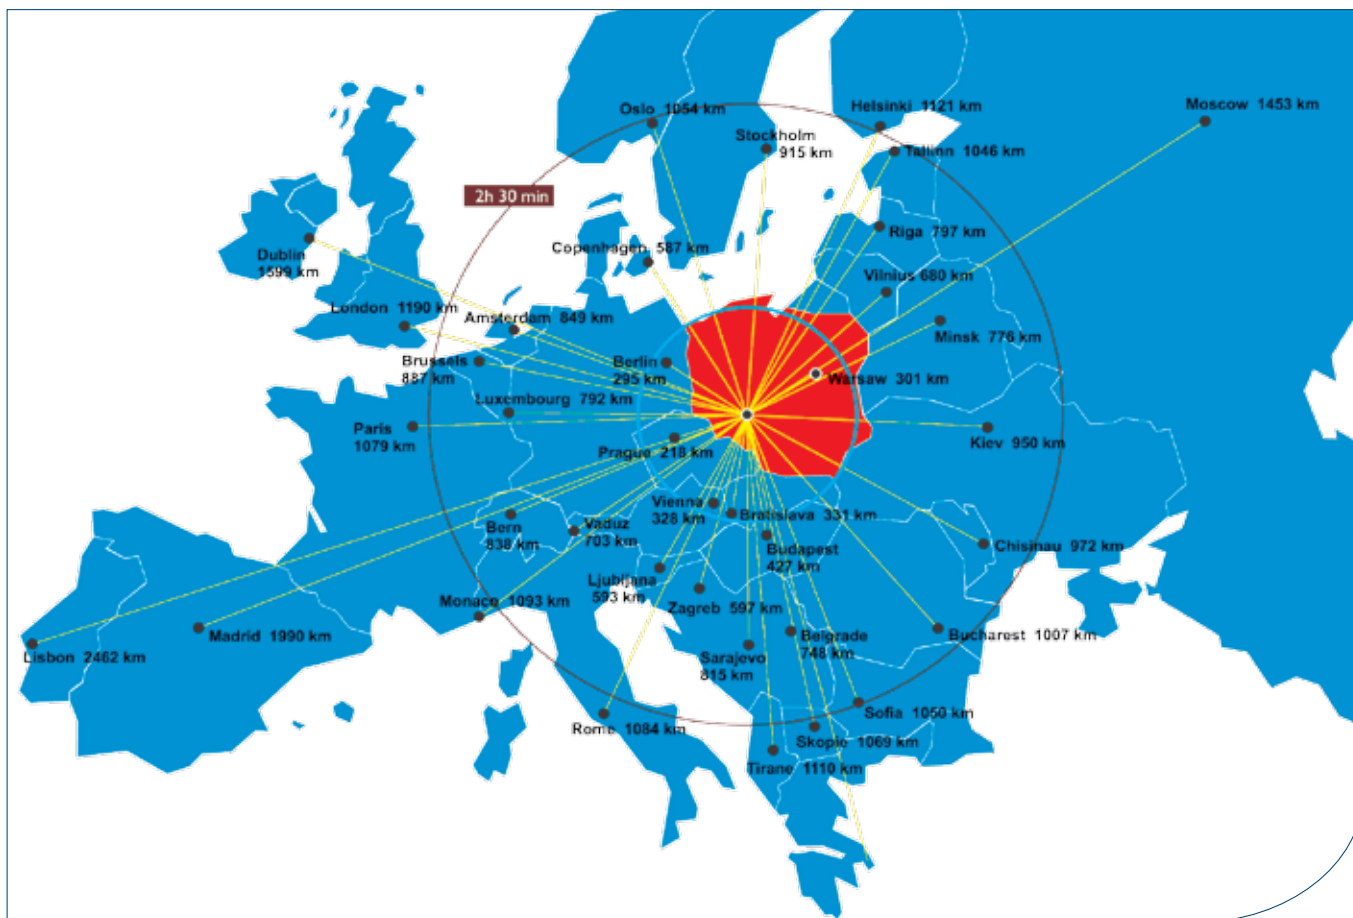 Oslo 1054 km
Helsinki 1121 km
Moscow 1453 km
Stockholm
915 km
Tallinn 1046 km
2h 30 min
Riga 797 km
Copenhagen 587 km
Dublin
1599 km
Vilnius 680 km
London 1190 km
Amsterdam 849 km
Minsk 776 km
Brussels
887 km
Berlin
295 km
Warsaw 301 km
Luxembourg 792 km
Paris
1079 km
Prague 218 km
Kiev 950 km
Vienna
328 km
Bratislava 331 km
Bern
838 km
Vaduz
703 km
Budapest
427 km
Chisinau 972 km
Ljubljana
593 km
Monaco 1093 km
Zagreb 597 km
Madrid 1990 km
Lisbon 2462 km
Belgrade
748 km
Bucharest 1007 km
Sarajevo
815 km
Sofia 1050 km
Rome 1084 km
Skopie 1069 km
Tirane 1110 km